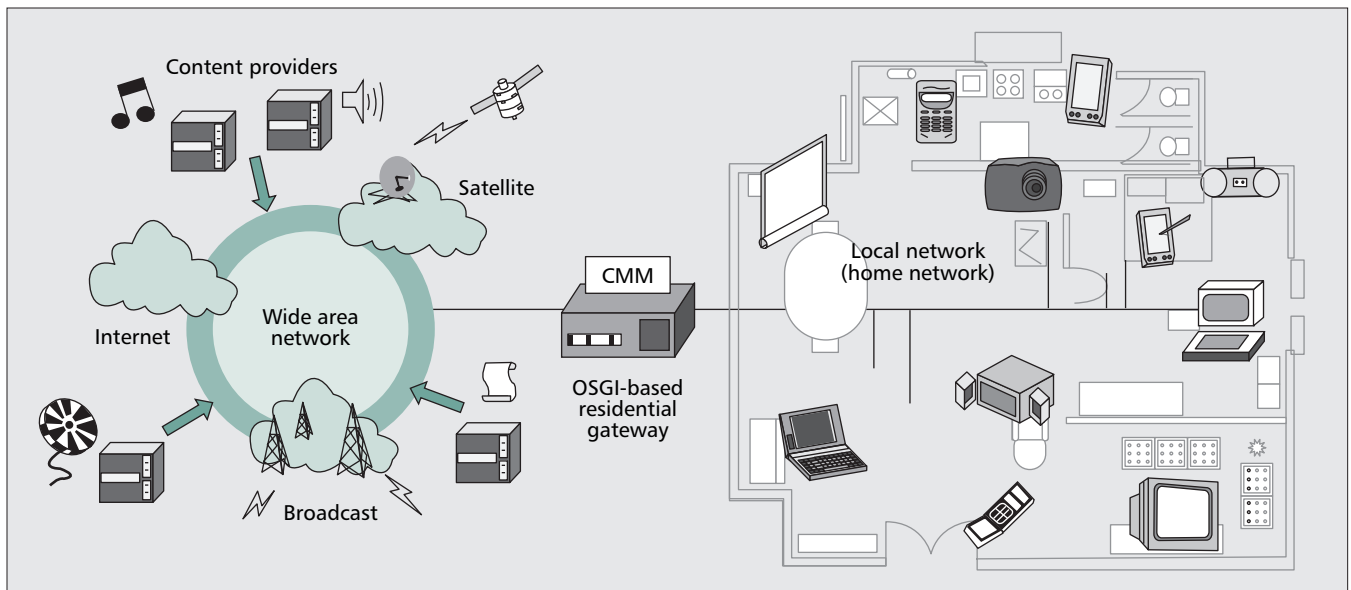 Content providers
Satellite
Internet
Wide area
network
Broadcast
CMM
OSGI-based
residential
gateway
Local network
(home network)